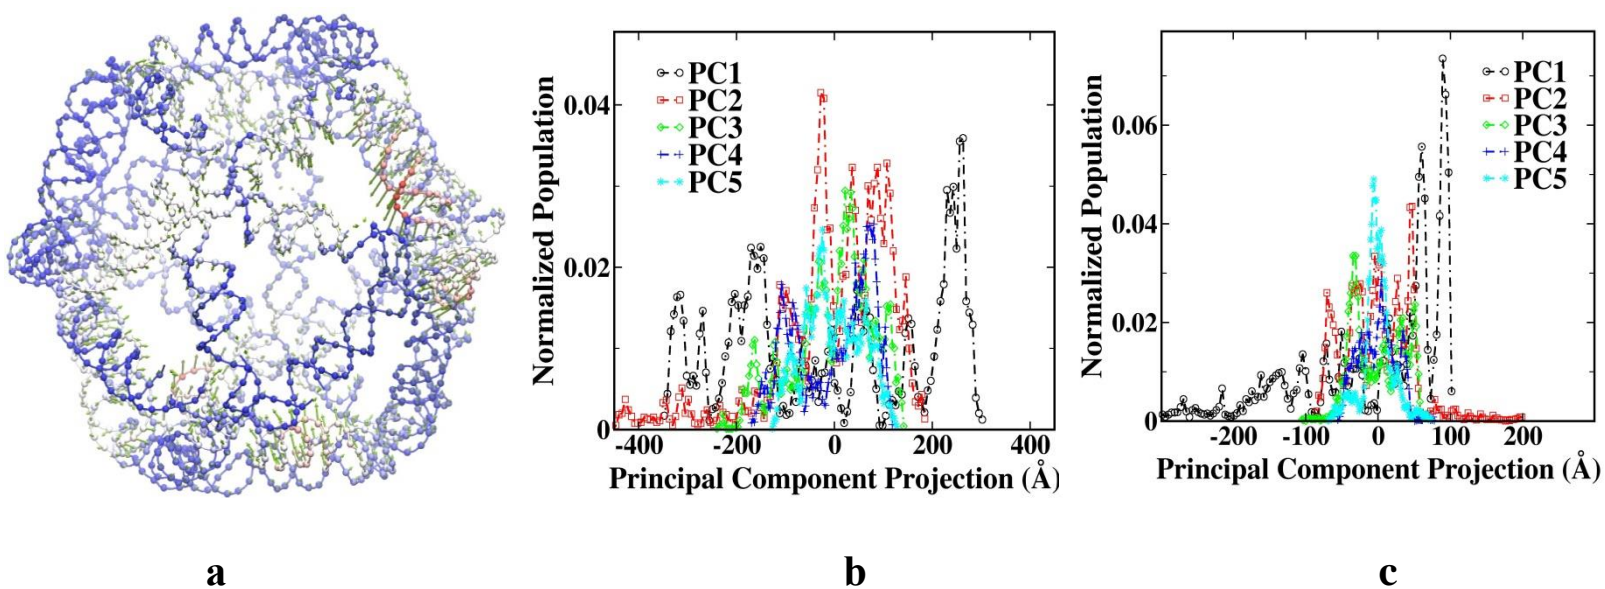 PC1
PC2
PC3
PC4
PC5
0.04
0.02
0
Normalized Population
-400 -200 0 200 400
Principal Component Projection (Å)
PC1
PC2
PC3
PC4
PC5
0.06
0.04
0.02
0
Normalized Population
-200 -100 0 100 200
Principal Component Projection (Å)
a b c